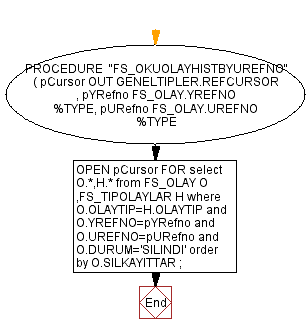 PROCEDURE "FS_OKUOLAYHISTBYUREFNO"
( pCursor OUT GENELTIPLER.REFCURSOR
, pYRefno FS_OLAY.YREFNO
%TYPE, pURefno FS_OLAY.UREFNO
%TYPE
OPEN pCursor FOR select
O.*,H.* from FS_OLAY O
,FS_TIPOLAYLAR H where
O.OLAYTIP=H.OLAYTIP and
O.YREFNO=pYRefno and
O.UREFNO=pURefno and
O.DURUM='SILINDI' order
by O.SILKAYITTAR ;
End